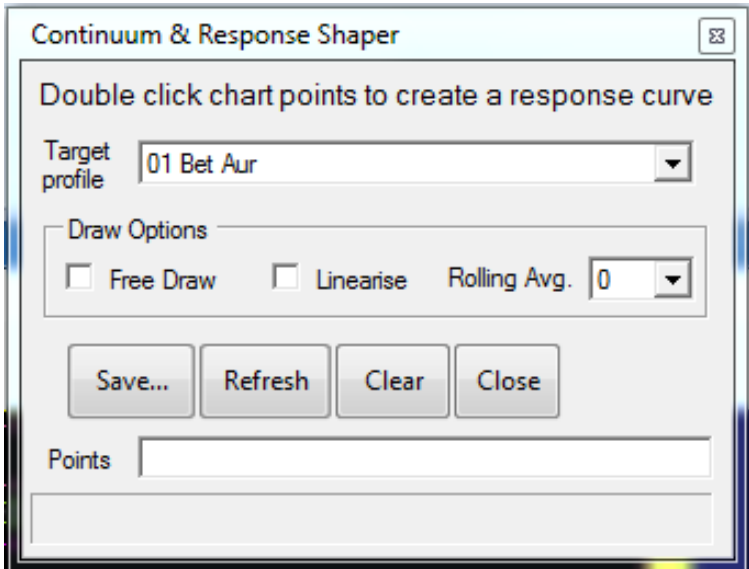 Continuum & Response Shaper
Double click chart points to create a response curve
Target
profile
01 Bet Aur
Draw Options
Free Draw
Linearise
Rolling Avg.
0
Save...
Refresh
Clear
Close
Points